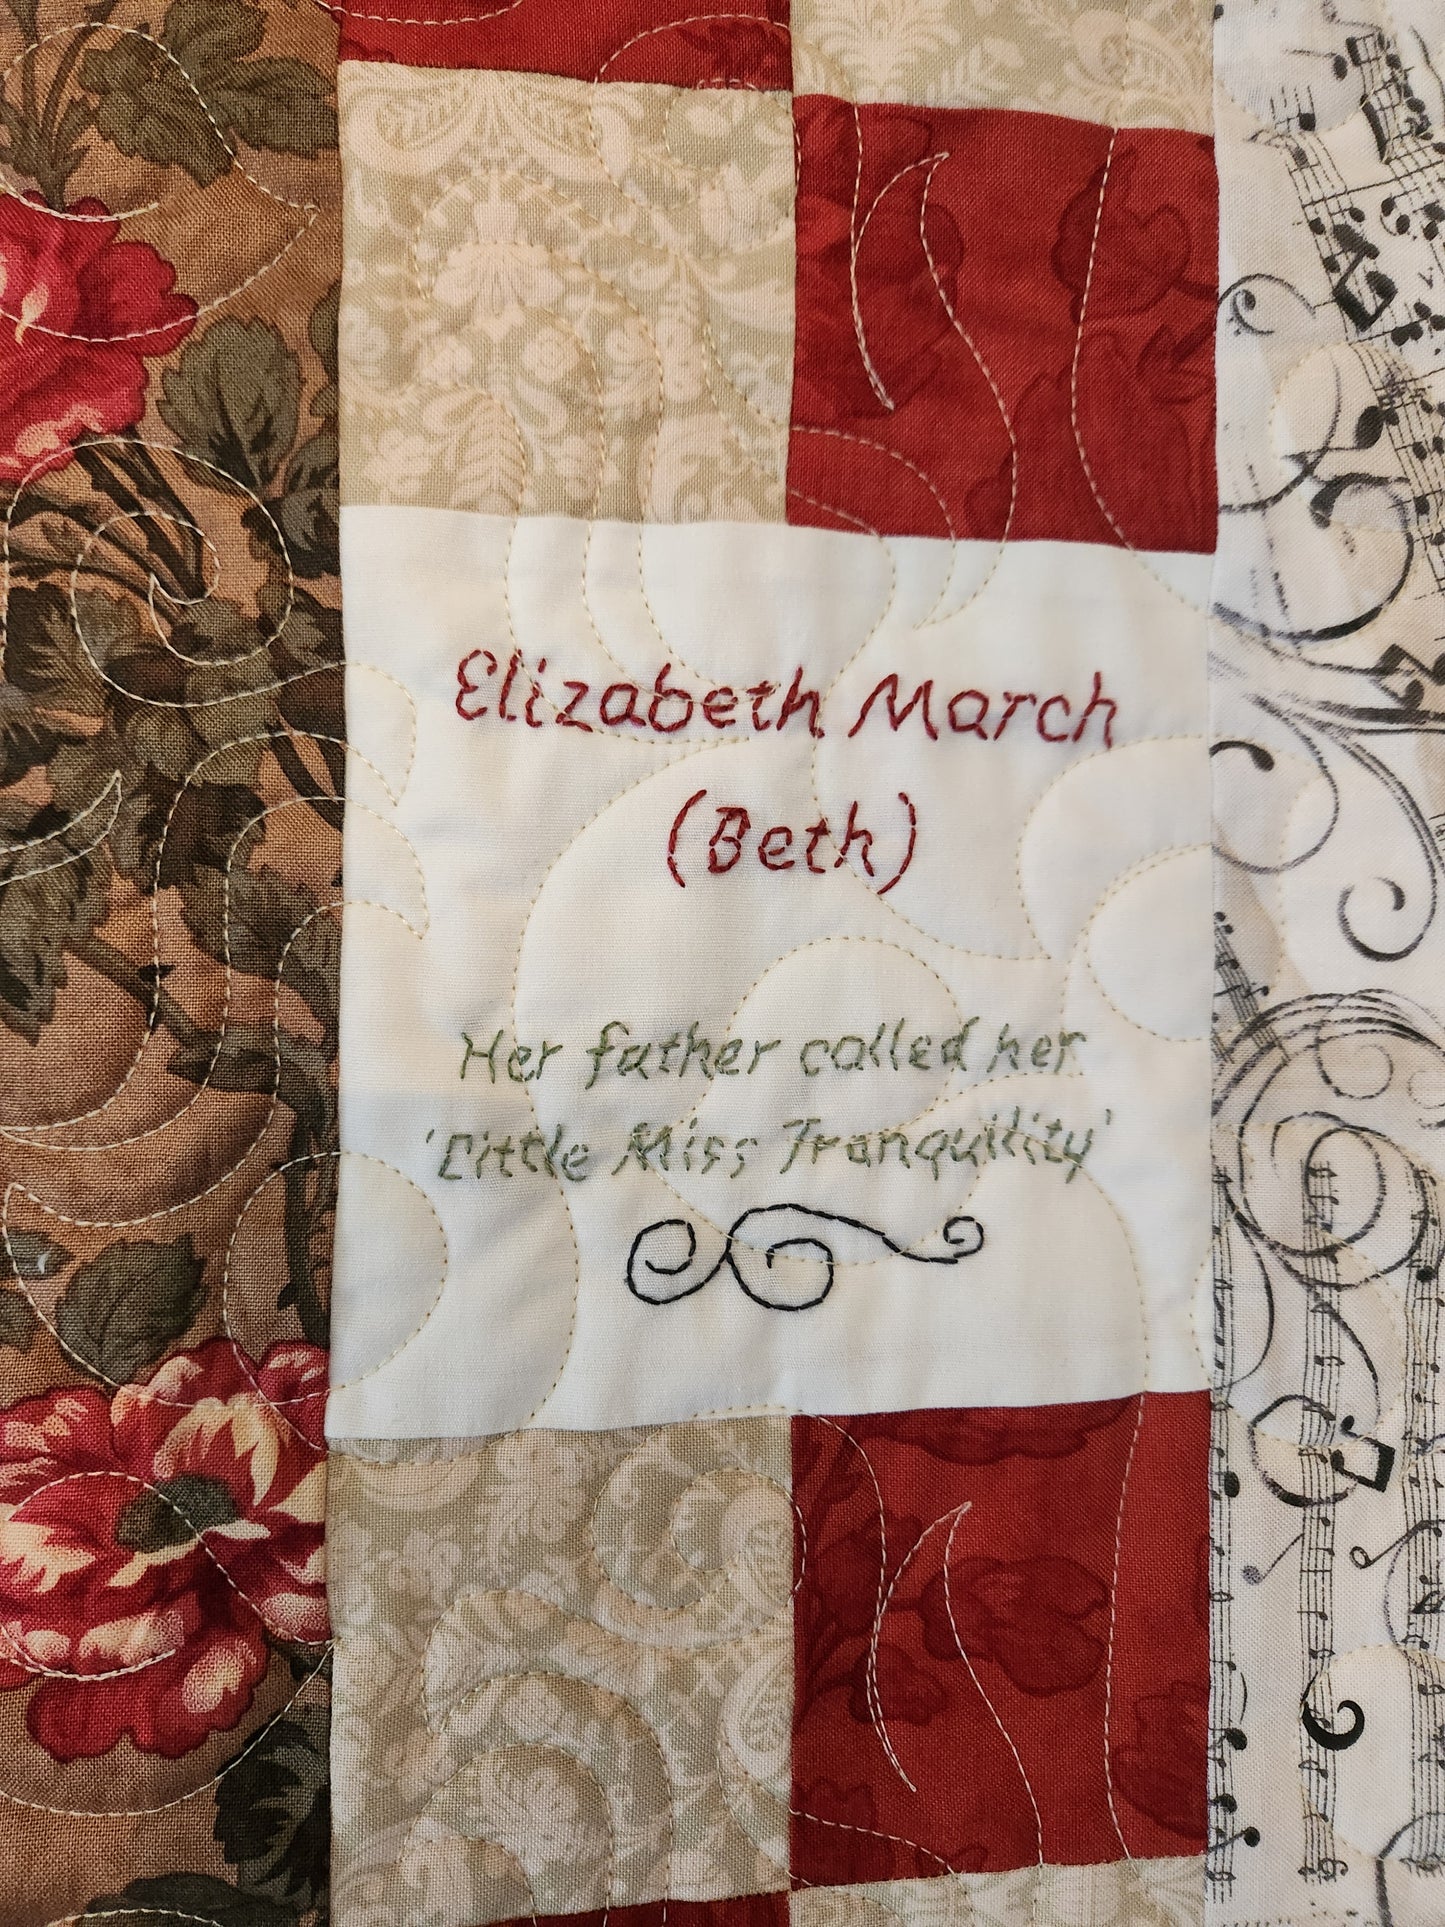 Elizabeth March
(Beth)
Her father called her
'Little Miss Tranquility'